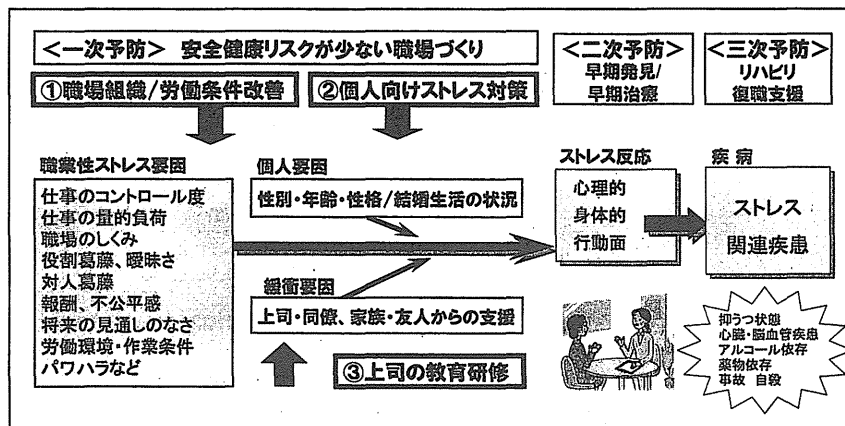 ＜一次予防＞ 安全健康リスクが少ない職場づくり
①職場組織/労働条件改善
②個人向けストレス対策
＜二次予防＞
早期発見/
早期治療
＜三次予防＞
リハビリ
復職支援
職業性ストレス要因
仕事のコントロール度
仕事の量的負荷
職場のしくみ
役割葛藤、曖昧さ
対人葛藤
報酬、不公平感
将来の見通しのなさ
労働環境・作業条件
パワハラなど
個人要因
性別・年齢・性格/結婚生活の状況
緩衝要因
上司・同僚、家族・友人からの支援
③上司の教育研修
ストレス反応
心理的
身体的
行動面
疾病
ストレス
関連疾患
抑うつ状態
心臓・脳血管疾患
アルコール依存
薬物依存
事故 自殺